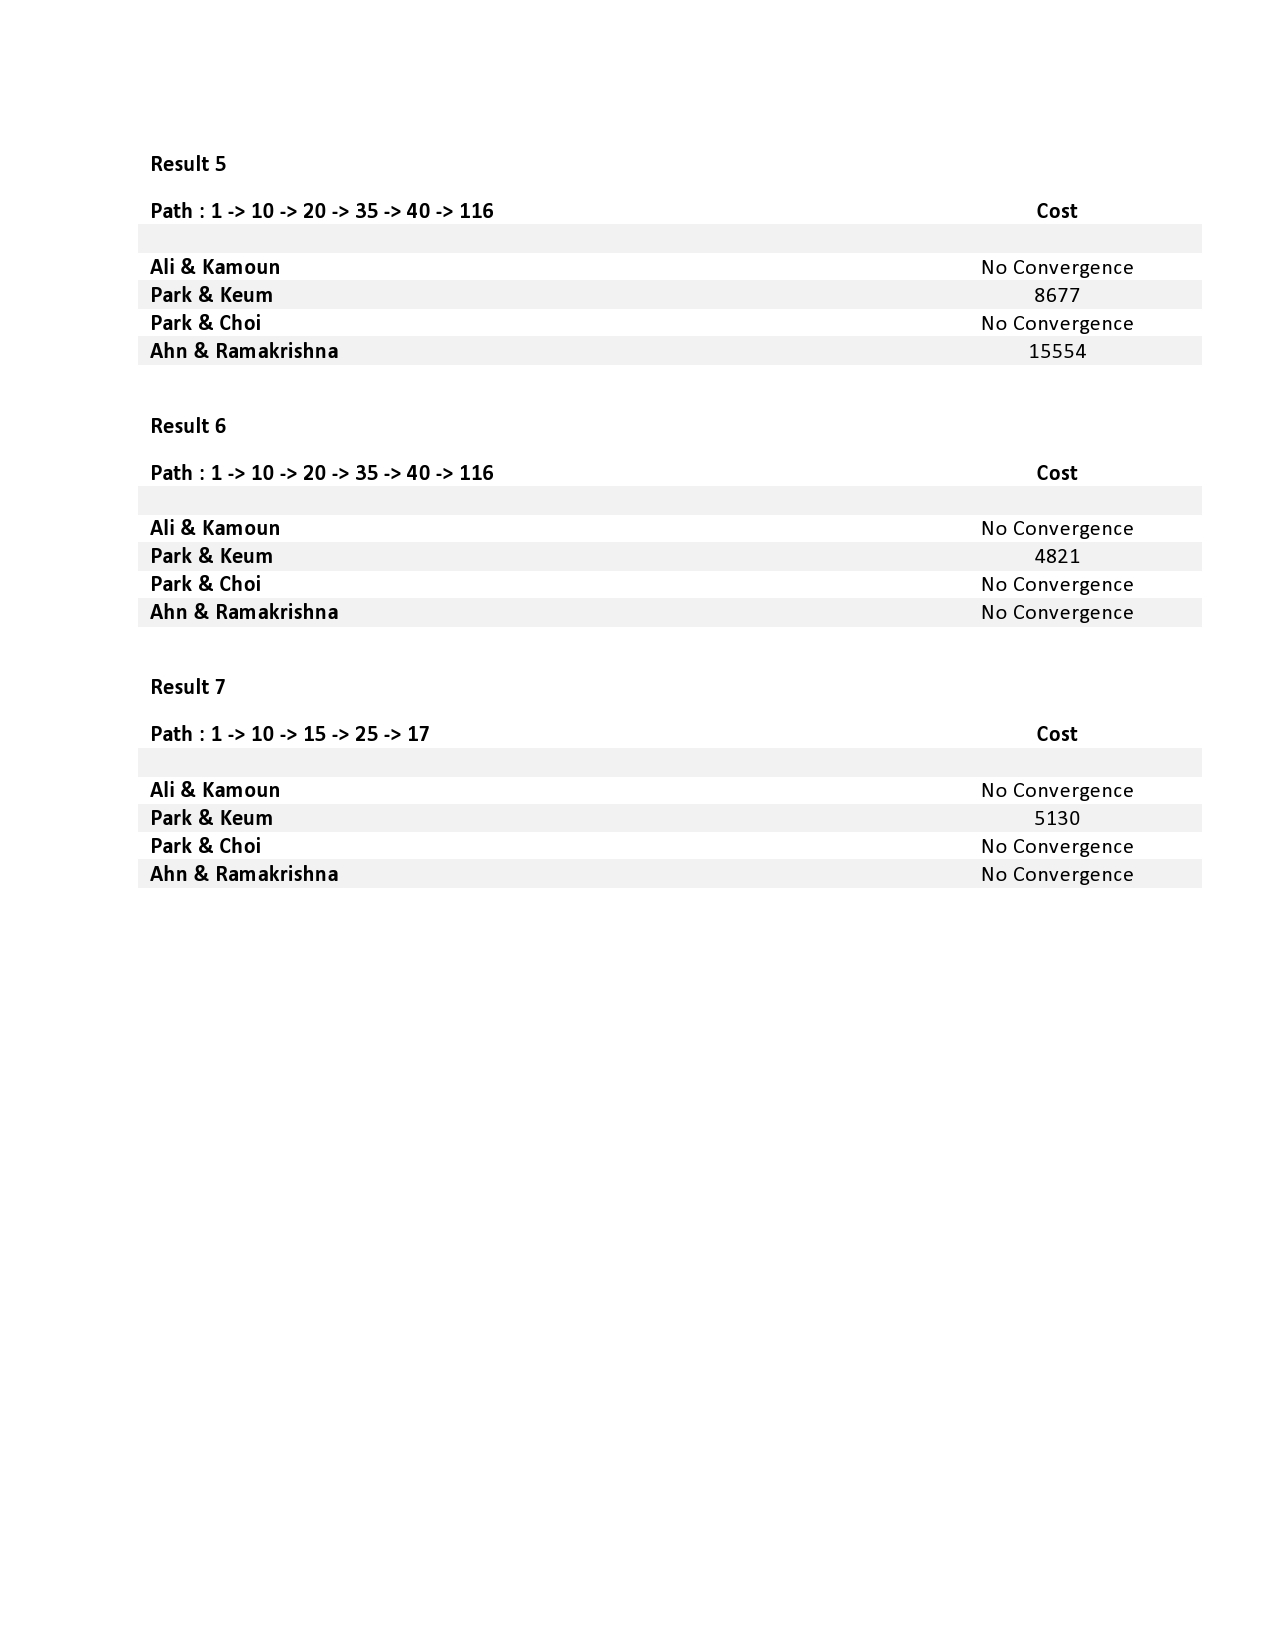 Result 5
Path : 1 -> 10 -> 20 -> 35 -> 40 -> 116 Cost
Ali & Kamoun No Convergence
Park & Keum 8677
Park & Choi No Convergence
Ahn & Ramakrishna 15554
Result 6
Path : 1 -> 10 -> 20 -> 35 -> 40 -> 116 Cost
Ali & Kamoun No Convergence
Park & Keum 4821
Park & Choi No Convergence
Ahn & Ramakrishna No Convergence
Result 7
Path : 1 -> 10 -> 15 -> 25 -> 17 Cost
Ali & Kamoun No Convergence
Park & Keum 5130
Park & Choi No Convergence
Ahn & Ramakrishna No Convergence